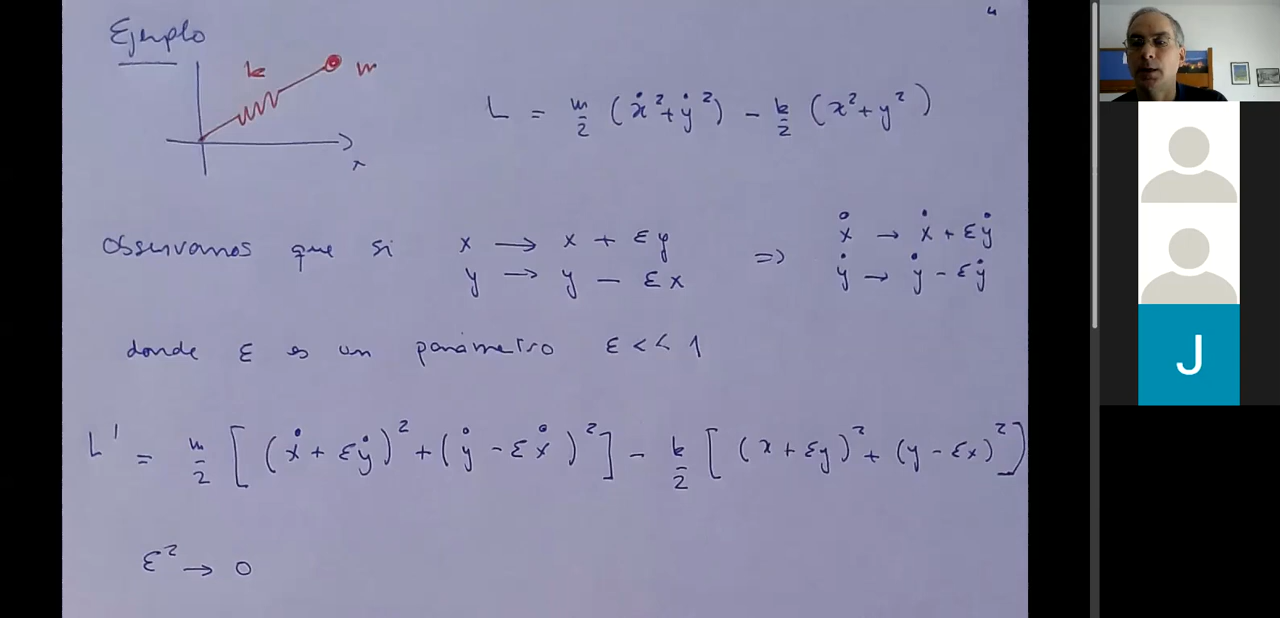 4
Ejemplo
k m
x
L = m/2 (ẋ² + ẏ²) - k/2 (x² + y²)
Observamos que si x → x + εy ⇒ ẋ → ẋ + εẏ
y → y - εx ẏ → ẏ - εẏ
donde ε es un parámetro ε << 1
L' = m/2 [(ẋ + εẏ)² + (ẏ - εẋ)²] - k/2 [(x + εy)² + (y - εx)²]
ε² → 0
J